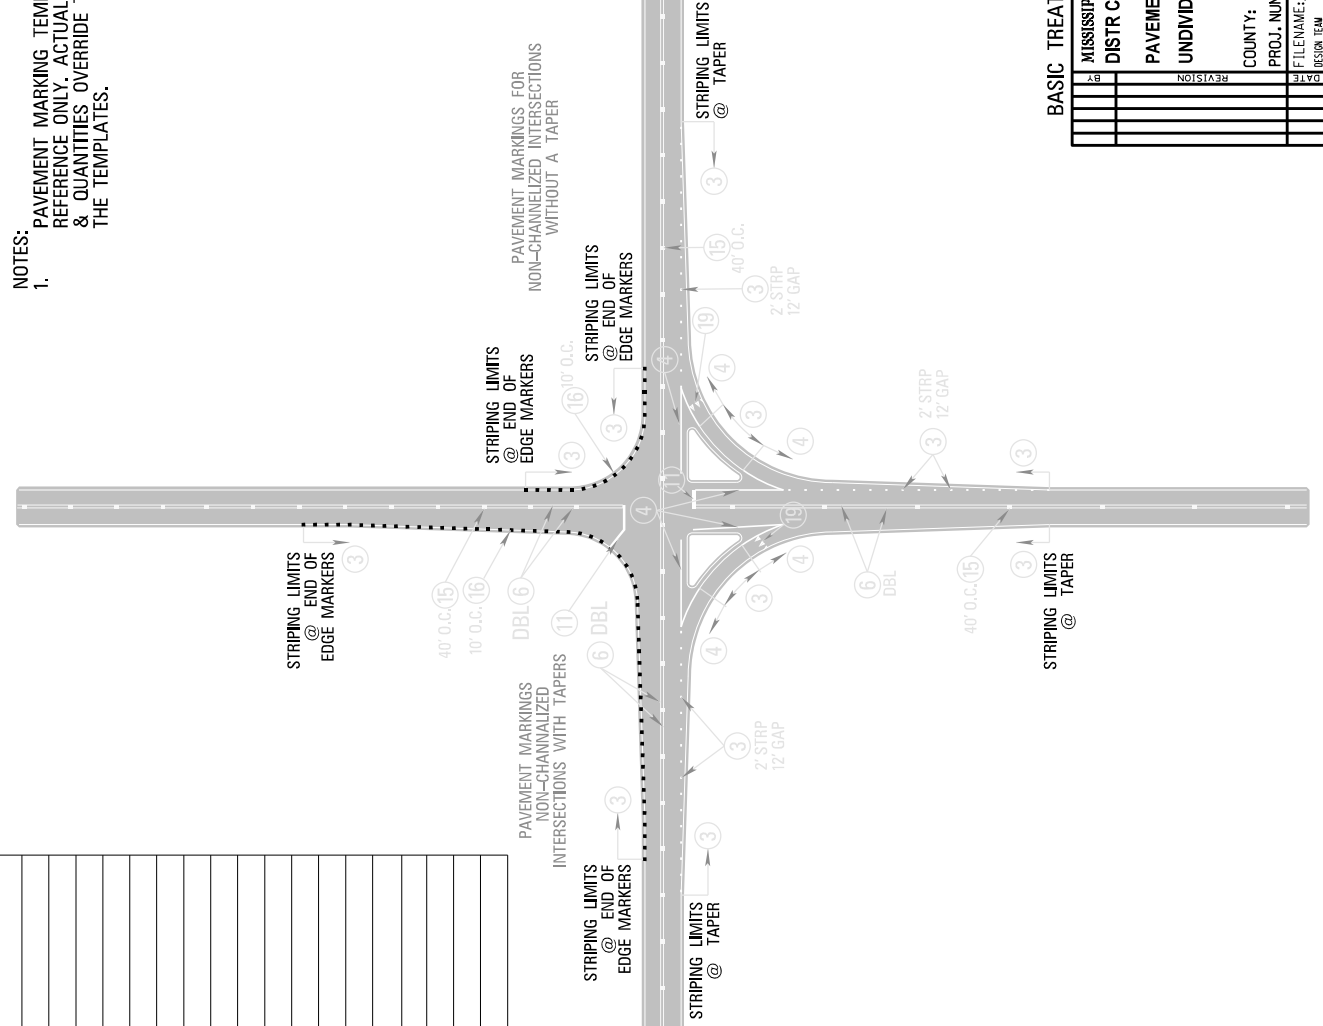 NOTES:
1.
PAVEMENT MARKING TEM
REFERENCE ONLY. ACTUAL
& QUANTITIES OVERRIDE
THE TEMPLATES.
PAVEMENT MARKINGS FOR
NON-CHANNELIZED INTERSECTIONS
WITHOUT A TAPER
STRIPING LIMITS
@ TAPER
BASIC TREAT
MISSISSIP
DISTR C
PAVEME
UNDIVID
COUNTY:
PROJ. NUM
FILENAME:
DESIGN TEAM
BY
REVISION
DATE
STRIPING LIMITS
@ END OF
EDGE MARKERS
STRIPING LIMITS
@ END OF
EDGE MARKERS
16
10' O.C.
3
3
3
15
40' O.C.
3
2' STRP
12' GAP
19
4
4
3
4
11
4
19
2' STRP
12' GAP
3
3
STRIPING LIMITS
@ END OF
EDGE MARKERS
3
40' O.C. 15
10' O.C. 16
DBL 6
11
6 DBL
4
3
4
6
DBL
40' O.C. 15
3
STRIPING LIMITS
@ TAPER
PAVEMENT MARKINGS
NON-CHANNALIZED
INTERSECTIONS WITH TAPERS
3
2' STRP
12' GAP
3
3
STRIPING LIMITS
@ END OF
EDGE MARKERS
STRIPING LIMITS
@ TAPER